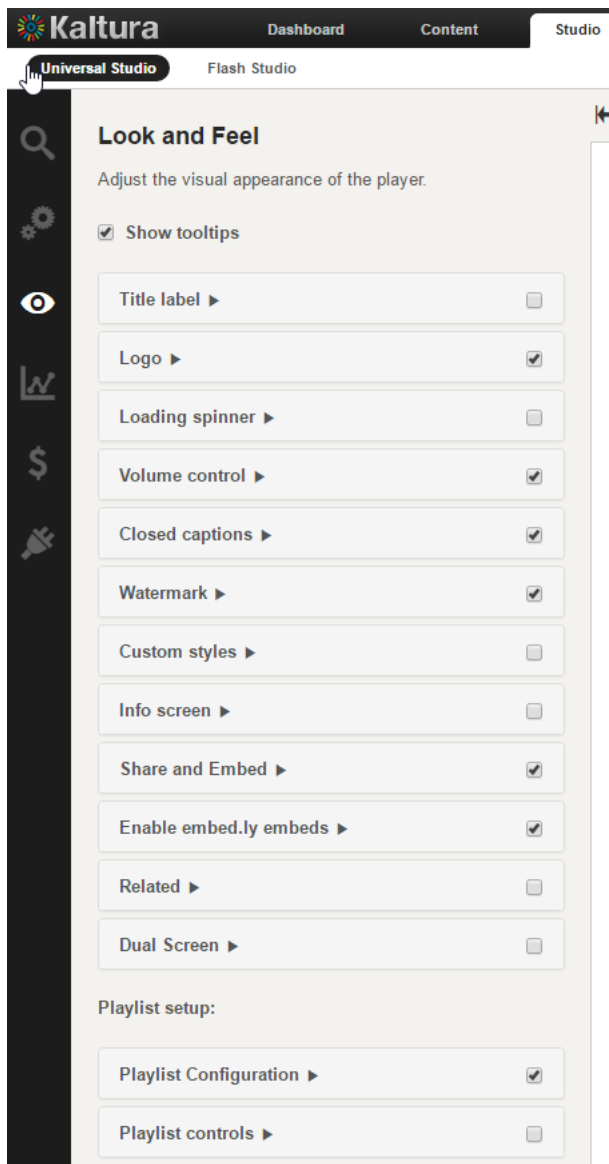 Kaltura Dashboard Content Studio
Universal Studio Flash Studio
Look and Feel
Adjust the visual appearance of the player.
Show tooltips
Title label
Logo
Loading spinner
Volume control
Closed captions
Watermark
Custom styles
Info screen
Share and Embed
Enable embed.ly embeds
Related
Dual Screen
Playlist setup:
Playlist Configuration
Playlist controls